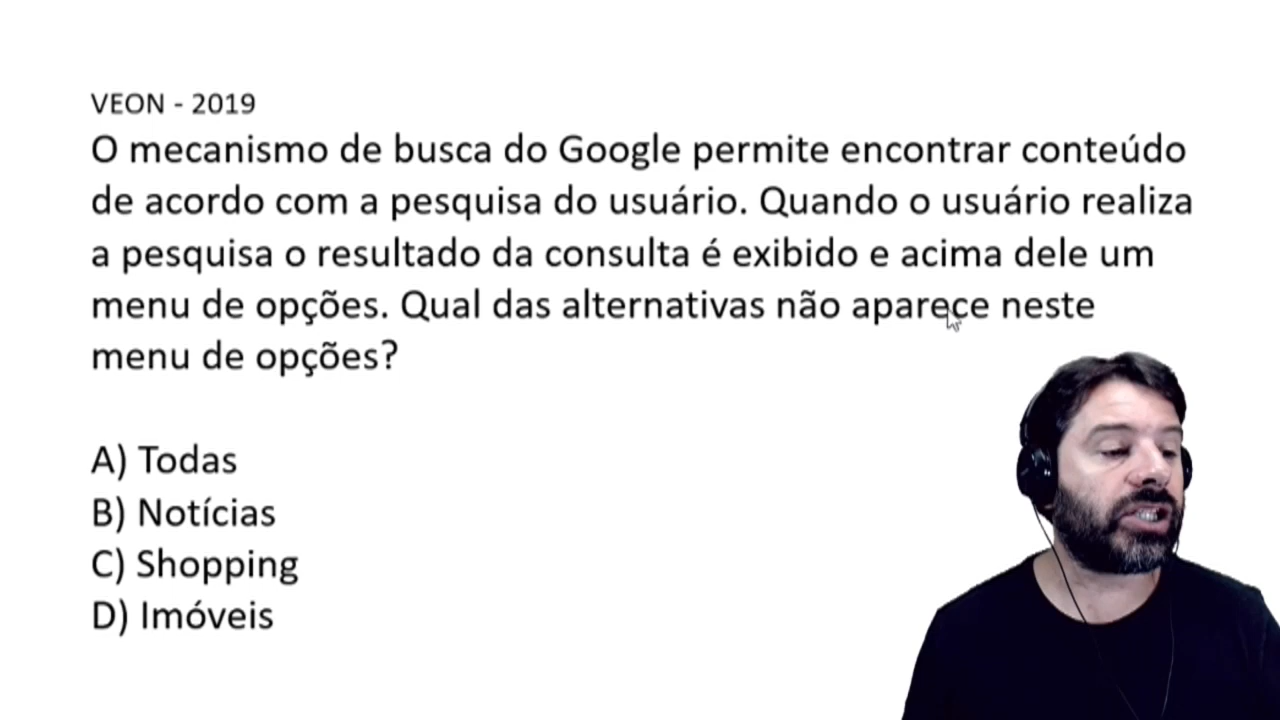 VEON - 2019
O mecanismo de busca do Google permite encontrar conteúdo
de acordo com a pesquisa do usuário. Quando o usuário realiza
a pesquisa o resultado da consulta é exibido e acima dele um
menu de opções. Qual das alternativas não aparece neste
menu de opções?
A) Todas
B) Notícias
C) Shopping
D) Imóveis